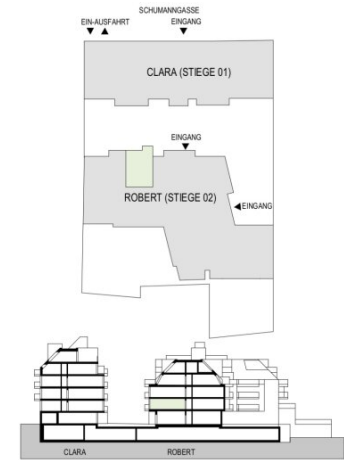 SCHUMANNGASSE
EIN-AUSFAHRT EINGANG
CLARA (STIEGE 01)
EINGANG
ROBERT (STIEGE 02)
EINGANG
CLARA ROBERT